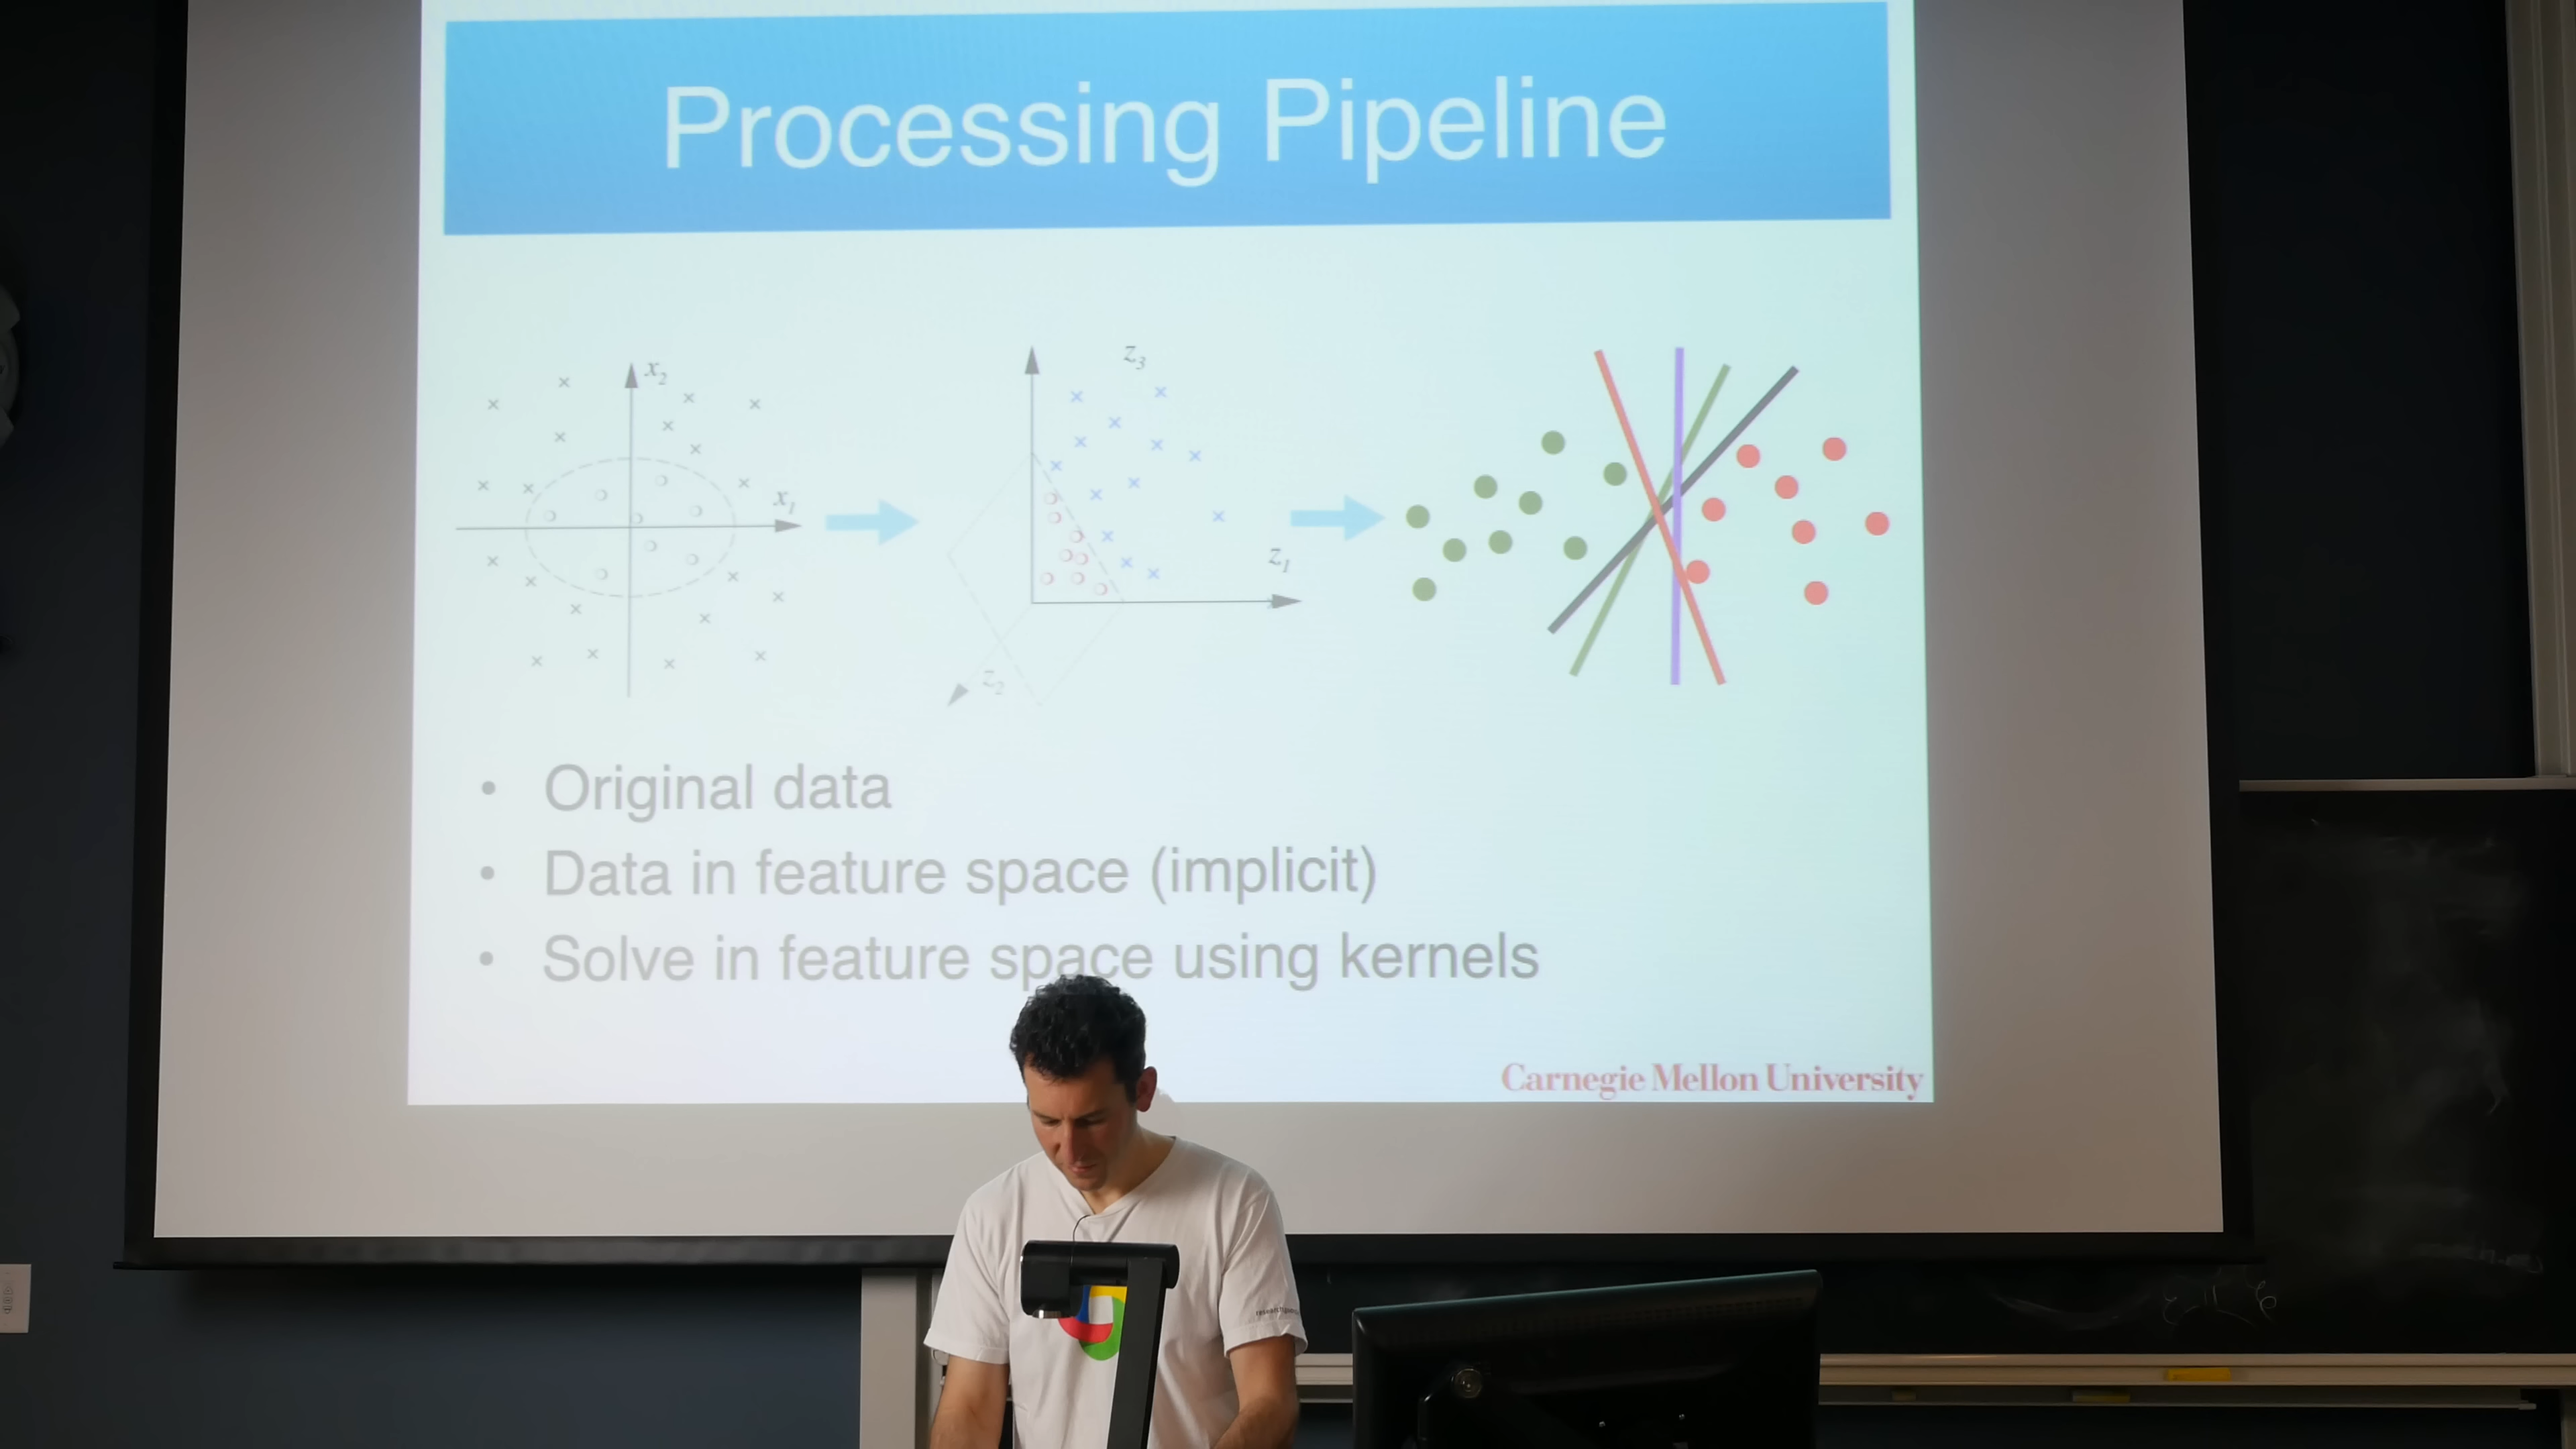 Processing Pipeline
x2
x1
z3
z1
z2
• Original data
• Data in feature space (implicit)
• Solve in feature space using kernels
Carnegie Mellon University